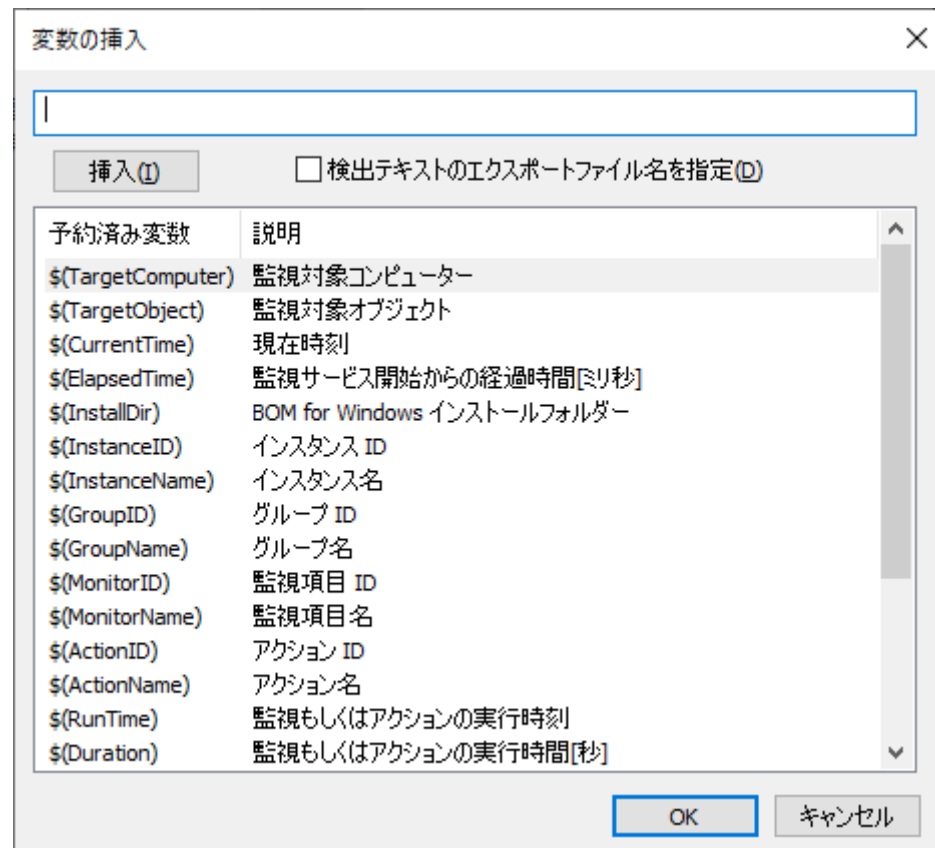 変数の挿入
挿入(I)
検出テキストのエクスポートファイル名を指定(D)
予約済み変数 説明
$(TargetComputer) 監視対象コンピューター
$(TargetObject) 監視対象オブジェクト
$(CurrentTime) 現在時刻
$(ElapsedTime) 監視サービス開始からの経過時間[ミリ秒]
$(InstallDir) BOM for Windows インストールフォルダー
$(InstanceID) インスタンス ID
$(InstanceName) インスタンス名
$(GroupID) グループ ID
$(GroupName) グループ名
$(MonitorID) 監視項目 ID
$(MonitorName) 監視項目名
$(ActionID) アクション ID
$(ActionName) アクション名
$(RunTime) 監視もしくはアクションの実行時刻
$(Duration) 監視もしくはアクションの実行時間[秒]
OK キャンセル